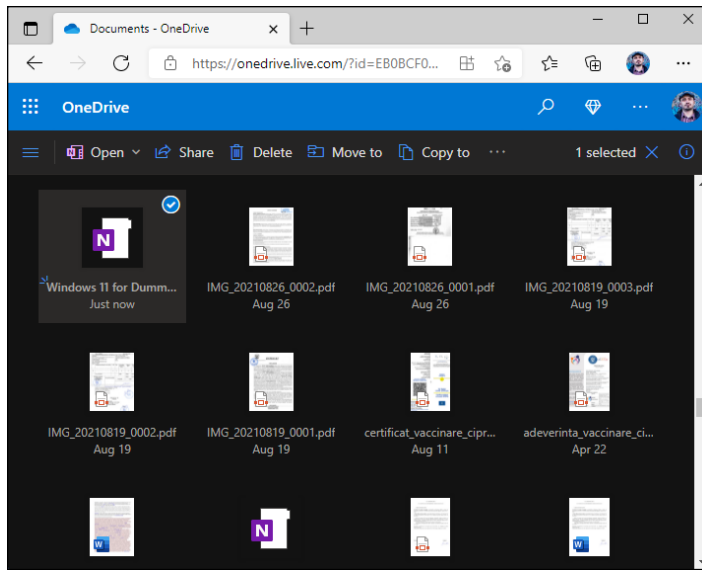 Documents - OneDrive
https://onedrive.live.com/?id=EB0BCF0...
OneDrive
Open Share Delete Move to Copy to ... 1 selected
N
Windows 11 for Dumm... IMG_20210826_0002.pdf IMG_20210826_0001.pdf IMG_20210819_0003.pdf
Just now Aug 26 Aug 26 Aug 19
IMG_20210819_0002.pdf IMG_20210819_0001.pdf certificat_vaccinare_cipr... adeverinta_vaccinare_ci...
Aug 19 Aug 19 Aug 11 Apr 22
W N W